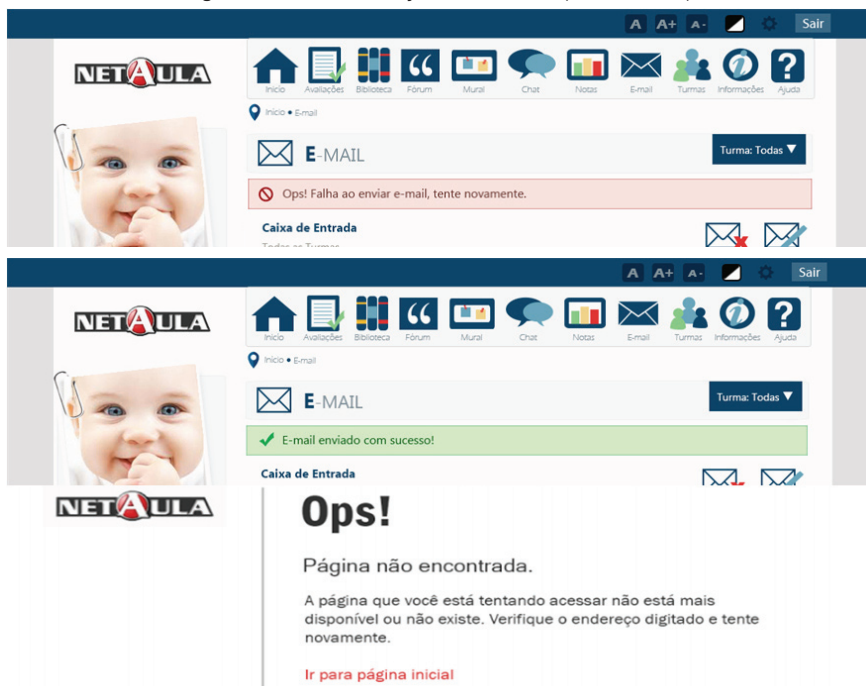 A A+ A- Sair
NETAULA
Início Avaliações Biblioteca Fórum Mural Chat Notas E-mail Turmas Informações Ajuda
Início • E-mail
E-MAIL
Turma: Todas ▼
Ops! Falha ao enviar e-mail, tente novamente.
Caixa de Entrada
Todas as Turmas
A A+ A- Sair
NETAULA
Início Avaliações Biblioteca Fórum Mural Chat Notas E-mail Turmas Informações Ajuda
Início • E-mail
E-MAIL
Turma: Todas ▼
E-mail enviado com sucesso!
Caixa de Entrada
NETAULA
Ops!
Página não encontrada.
A página que você está tentando acessar não está mais
disponível ou não existe. Verifique o endereço digitado e tente
novamente.
Ir para página inicial